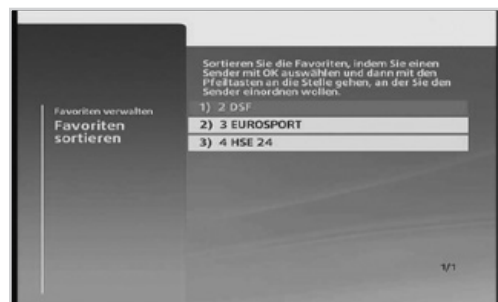 Sortieren Sie die Favoriten, indem Sie einen
Sender mit OK auswählen und dann mit den
Pfeiltasten an die Stelle gehen, an der Sie den
Sender einordnen wollen.
Favoriten verwalten
Favoriten
sortieren
1) 2 DSF
2) 3 EUROSPORT
3) 4 HSE 24
1/1